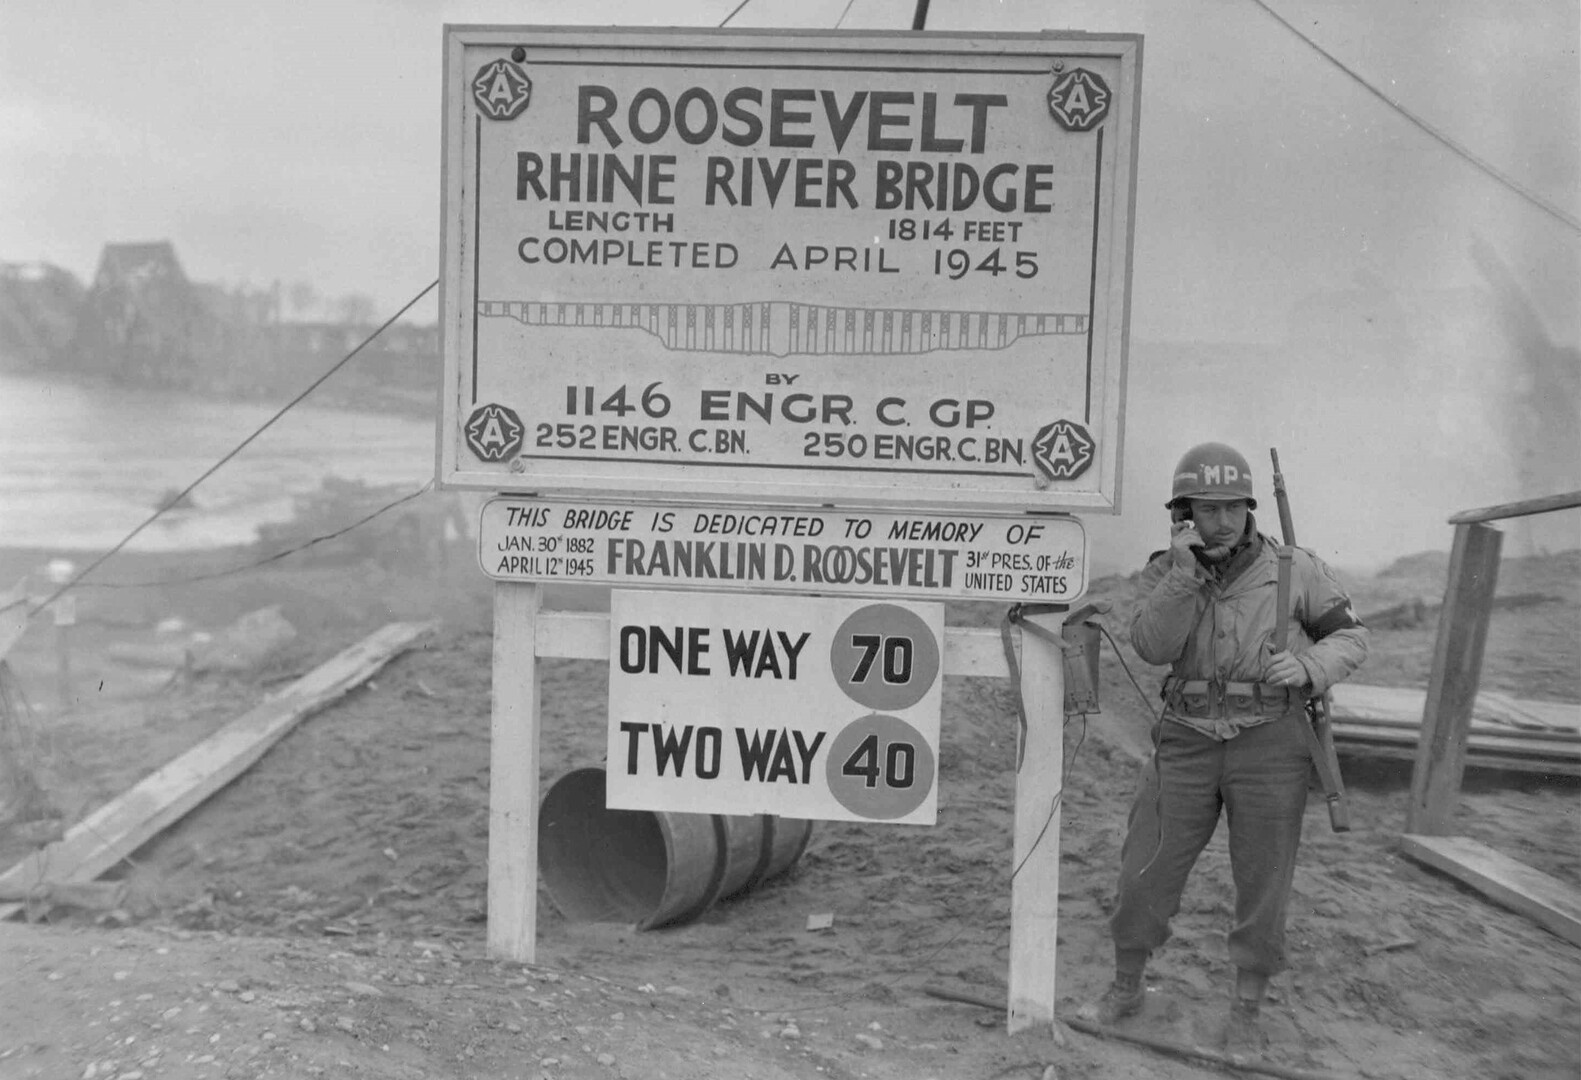 A A
ROOSEVELT
RHINE RIVER BRIDGE
LENGTH 1814 FEET
COMPLETED APRIL 1945
BY
1146 ENGR. C. GP.
A 252 ENGR. C. BN. 250 ENGR. C. BN. A
THIS BRIDGE IS DEDICATED TO MEMORY OF
JAN. 30th 1882 FRANKLIN D. ROOSEVELT 31st PRES. OF the
APRIL 12th 1945 UNITED STATES
ONE WAY 70
TWO WAY 40
MP